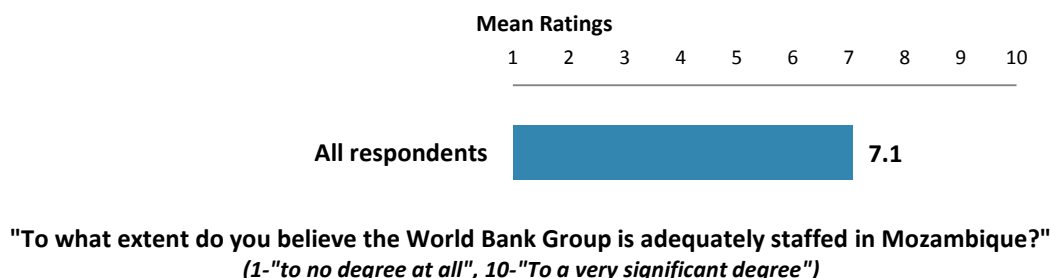 Mean Ratings
1 2 3 4 5 6 7 8 9 10
All respondents 7.1
"To what extent do you believe the World Bank Group is adequately staffed in Mozambique?"
(1-"to no degree at all", 10-"To a very significant degree")